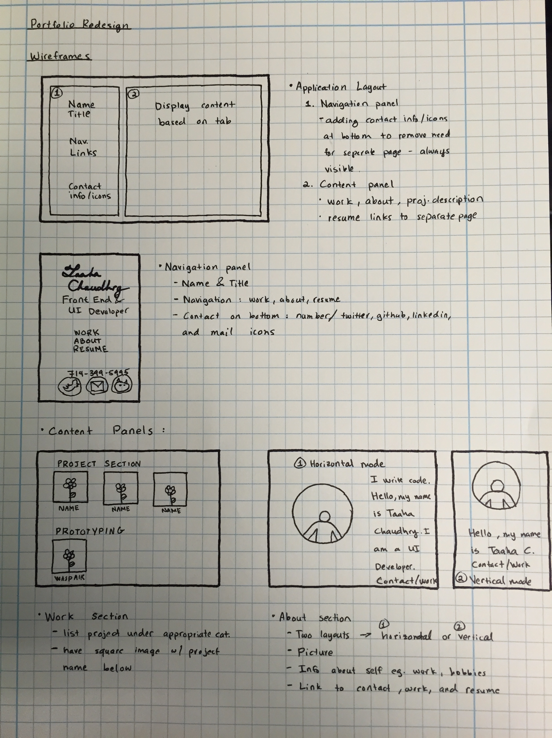 Portfolio Redesign
Wireframes
①
Name
Title
Nav.
Links
Contact
info/icons
②
Display content
based on tab
• Application Layout
1. Navigation panel
- adding contact info/icons
at bottom to remove need
for seperate page - always
visible
2. Content panel
• work, about, proj. description
• resume links to separate page
Taaha
Chaudhry
Front End &
UI Developer
WORK
ABOUT
RESUME
• Navigation panel
- Name & Title
- Navigation : work, about, resume
- Contact on bottom : number/ twitter, github, linkedin,
and mail icons
• Content Panels :
PROJECT SECTION
NAME
NAME
NAME
PROTOTYPING
WASPAIR
① Horizontal mode
I write code.
Hello, my name
is Taaha
Chaudhry. I
am a UI
Developer.
Contact/work
Hello, my name
is Taaha C.
Contact/Work
② Vertical mode
• Work Section
- list project under appropriate cat.
- have square image w/ project
name below
• About section
① ②
- Two layouts → horizontal or vertical
- Picture
- Info about self eg. work, hobbies
- Link to contact, work, and resume